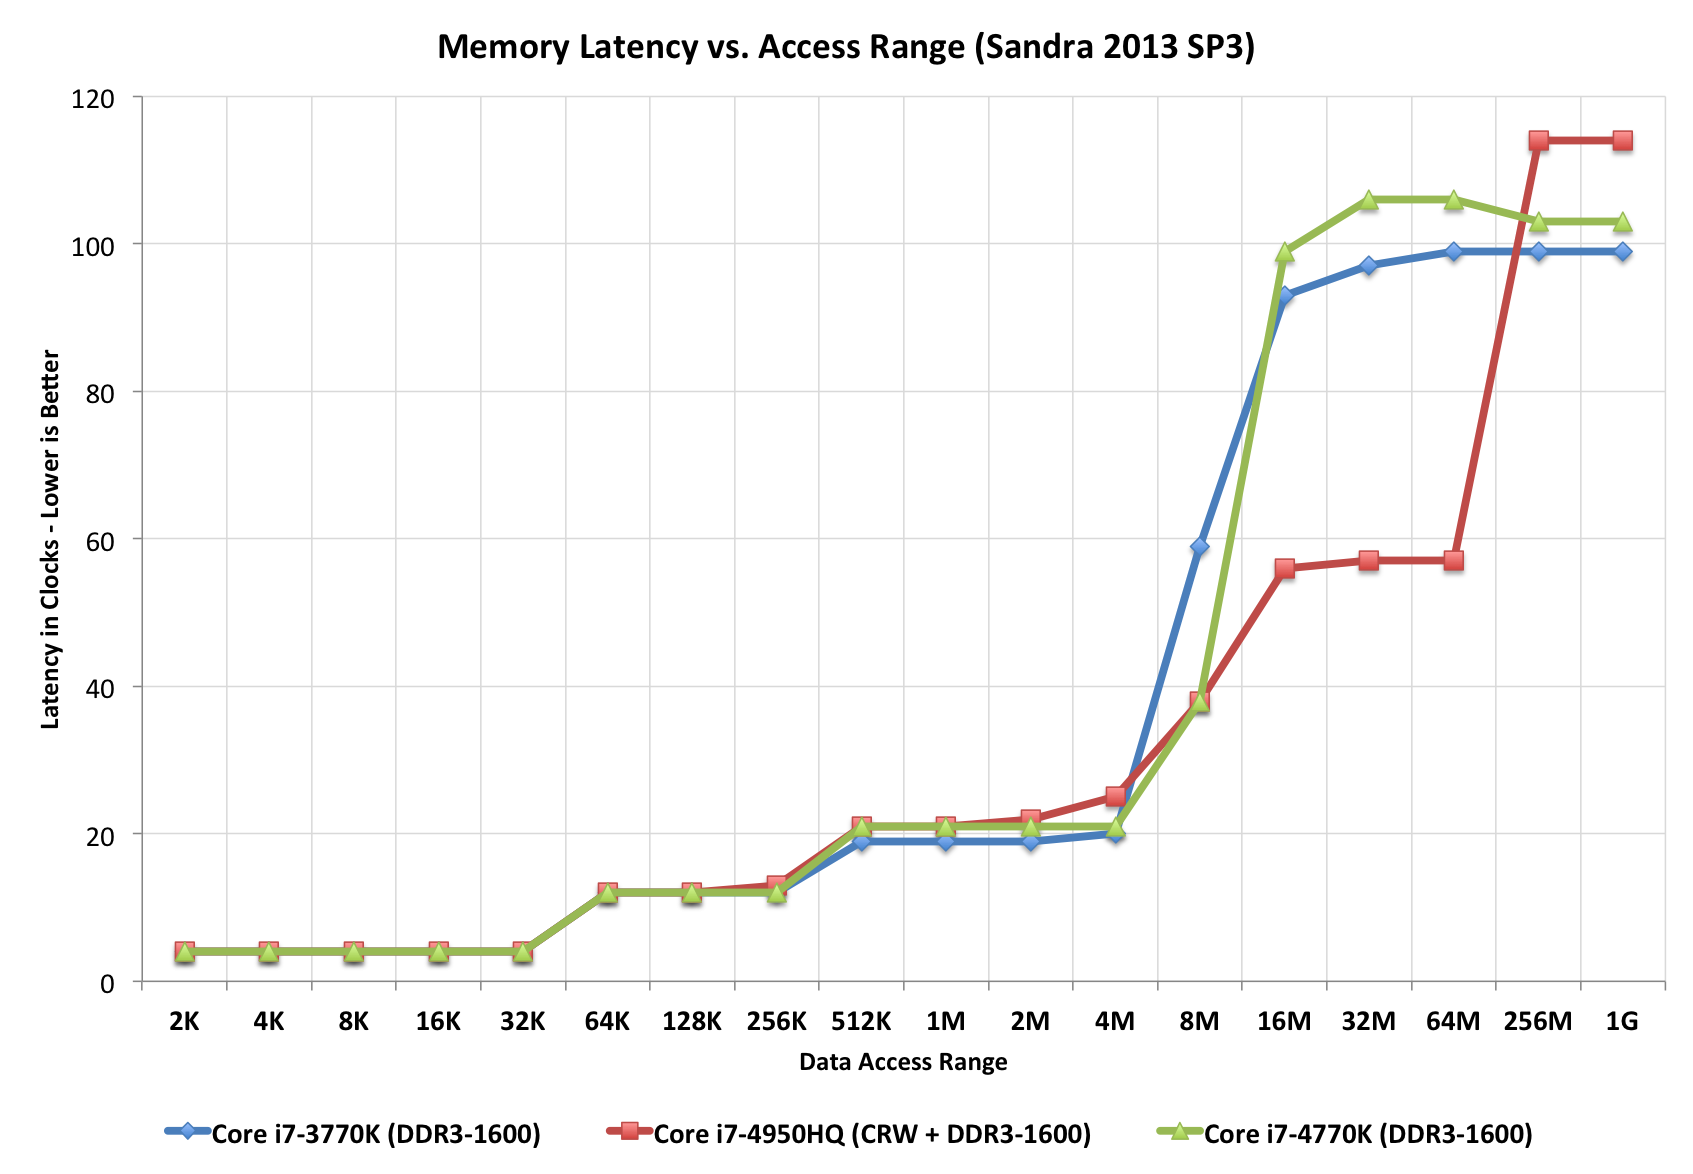 Memory Latency vs. Access Range (Sandra 2013 SP3)
120
100
80
60
40
20
0
Latency in Clocks - Lower is Better
2K 4K 8K 16K 32K 64K 128K 256K 512K 1M 2M 4M 8M 16M 32M 64M 256M 1G
Data Access Range
Core i7-3770K (DDR3-1600) Core i7-4950HQ (CRW + DDR3-1600) Core i7-4770K (DDR3-1600)